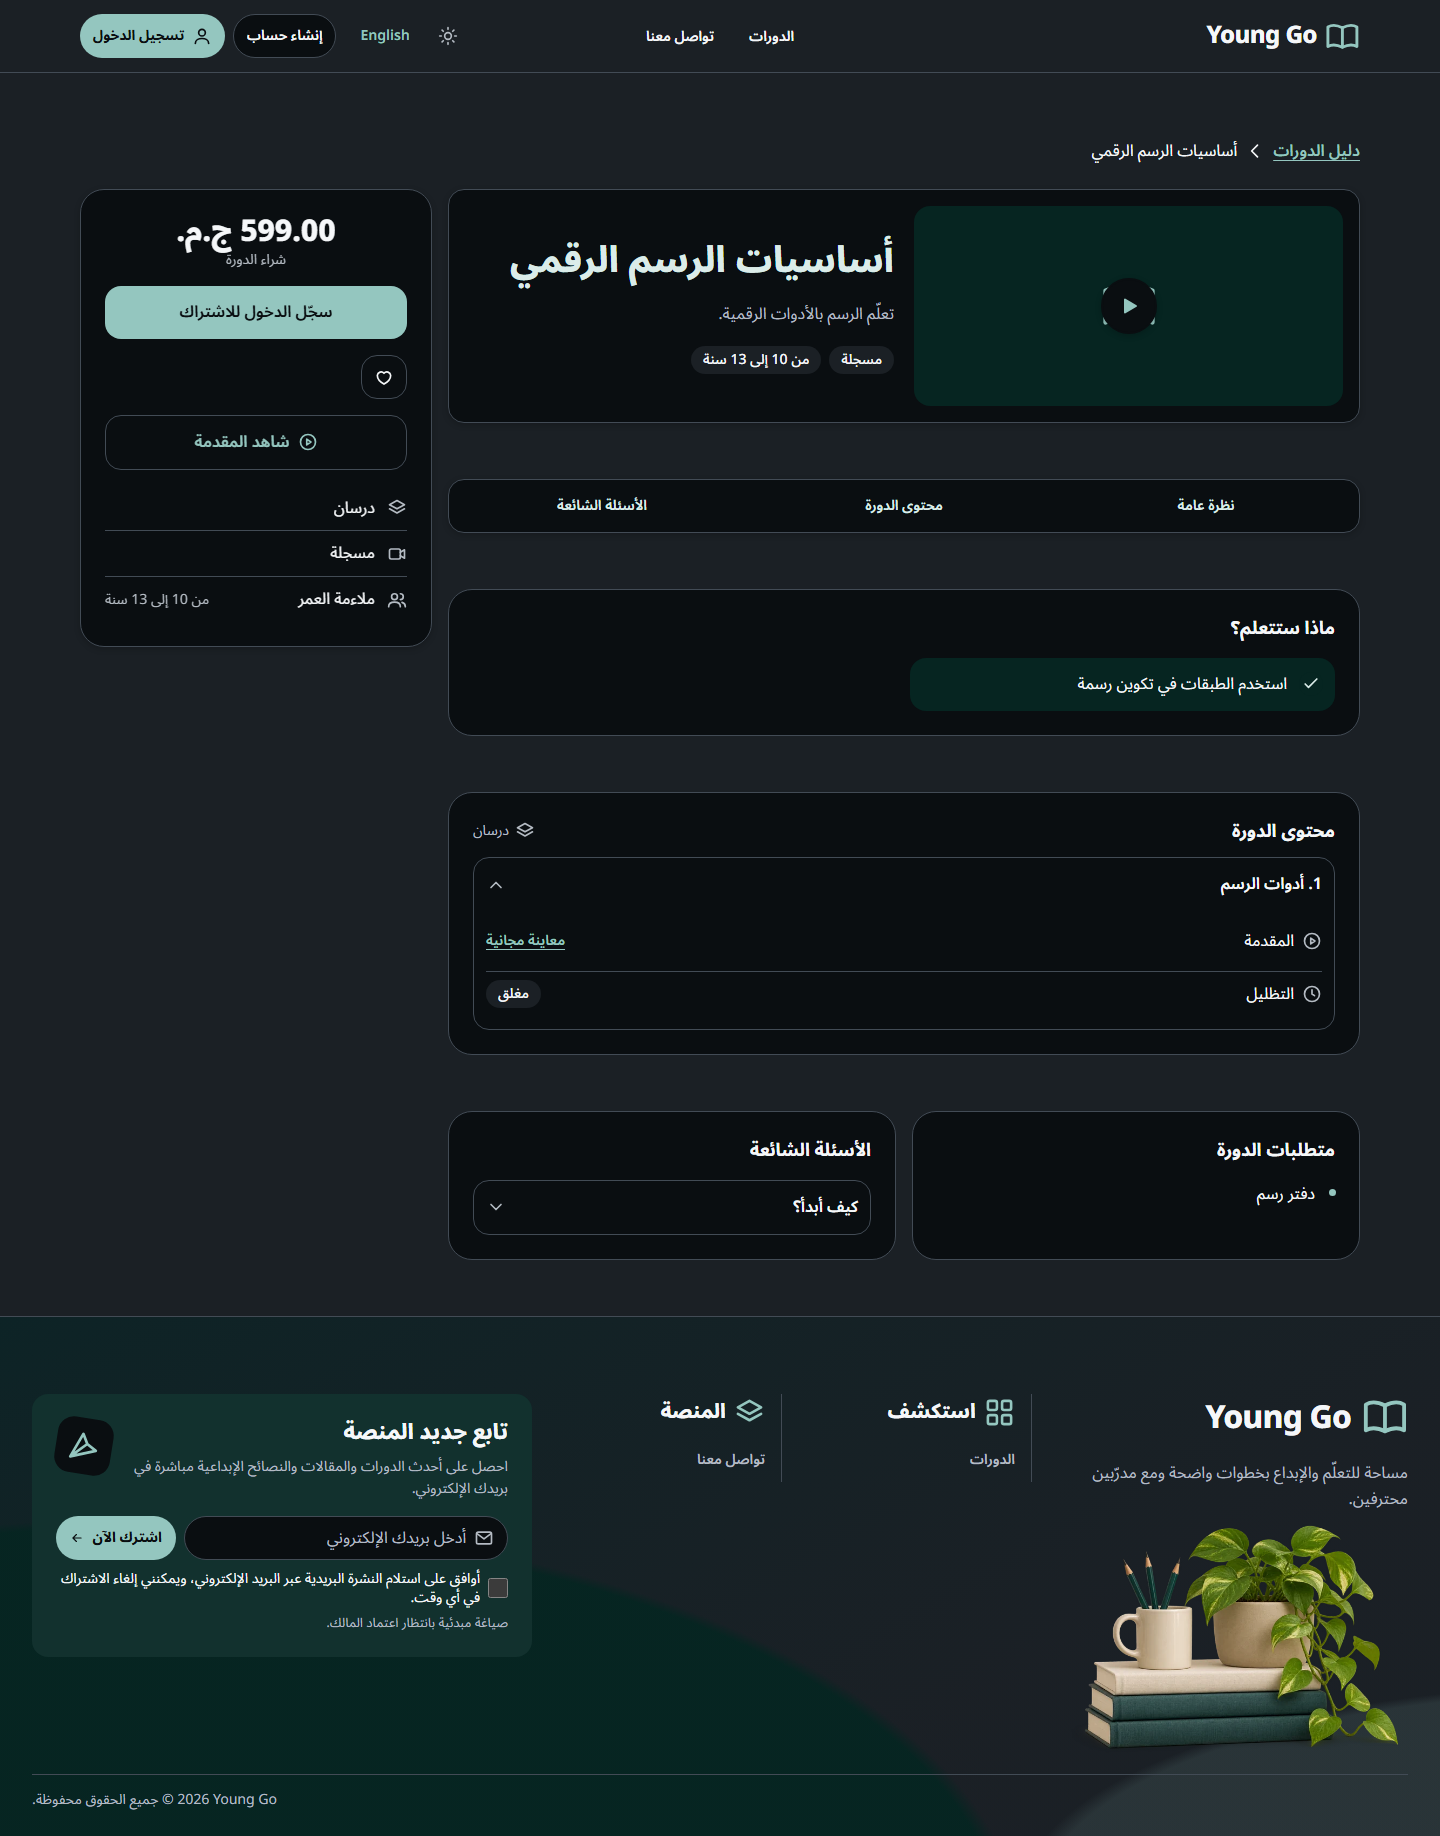 Young Go
الدورات
تواصل معنا
English
إنشاء حساب
تسجيل الدخول
دليل الدورات
أساسيات الرسم الرقمي
أساسيات الرسم الرقمي
تعلّم الرسم بالأدوات الرقمية.
مسجلة
من 10 إلى 13 سنة
599.00 ج.م.
شراء الدورة
سجّل الدخول للاشتراك
شاهد المقدمة
درسان
مسجلة
ملاءمة العمر
من 10 إلى 13 سنة
نظرة عامة
محتوى الدورة
الأسئلة الشائعة
ماذا ستتعلم؟
استخدم الطبقات في تكوين رسمة
محتوى الدورة
درسان
1. أدوات الرسم
المقدمة
معاينة مجانية
التظليل
مغلق
متطلبات الدورة
دفتر رسم
الأسئلة الشائعة
كيف أبدأ؟
Young Go
مساحة للتعلّم والإبداع بخطوات واضحة ومع مدرّبين
محترفين.
استكشف
الدورات
المنصة
تواصل معنا
تابع جديد المنصة
احصل على أحدث الدورات والمقالات والنصائح الإبداعية مباشرة في
بريدك الإلكتروني.
أدخل بريدك الإلكتروني
اشترك الآن
أوافق على استلام النشرة البريدية عبر البريد الإلكتروني، ويمكنني إلغاء الاشتراك
في أي وقت.
صياغة مبدئية بانتظار اعتماد المالك.
Young Go 2026 © جميع الحقوق محفوظة.